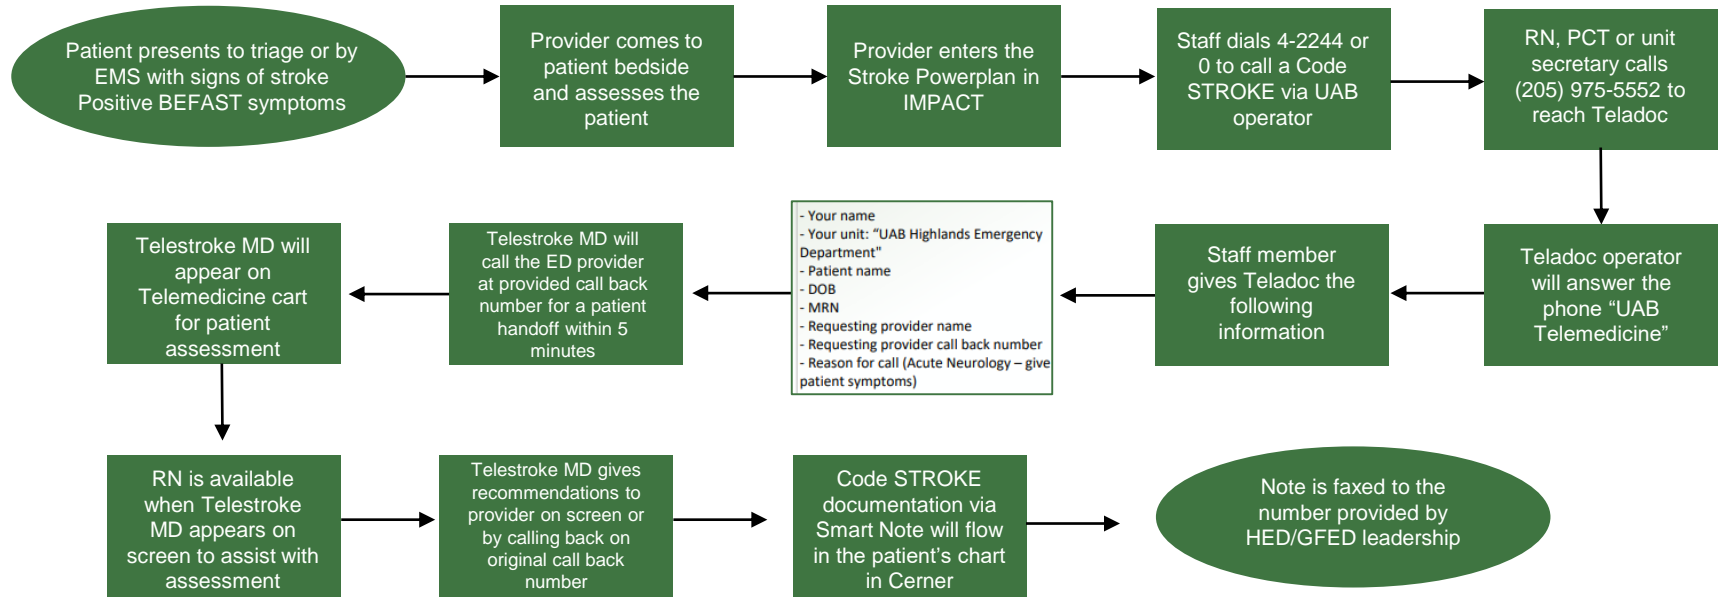 Patient presents to triage or by
EMS with signs of stroke
Positive BEFAST symptoms
Provider comes to
patient bedside
and assesses the
patient
Provider enters the
Stroke Powerplan in
IMPACT
Staff dials 4-2244 or
0 to call a Code
STROKE via UAB
operator
RN, PCT or unit
secretary calls
(205) 975-5552 to
reach Teladoc
Teladoc operator
will answer the
phone “UAB
Telemedicine”
Staff member
gives Teladoc the
following
information
- Your name
- Your unit: “UAB Highlands Emergency
Department"
- Patient name
- DOB
- MRN
- Requesting provider name
- Requesting provider call back number
- Reason for call (Acute Neurology – give
patient symptoms)
Telestroke MD will
call the ED provider
at provided call back
number for a patient
handoff within 5
minutes
Telestroke MD will
appear on
Telemedicine cart
for patient
assessment
RN is available
when Telestroke
MD appears on
screen to assist with
assessment
Telestroke MD gives
recommendations to
provider on screen or
by calling back on
original call back
number
Code STROKE
documentation via
Smart Note will flow
in the patient’s chart
in Cerner
Note is faxed to the
number provided by
HED/GFED leadership